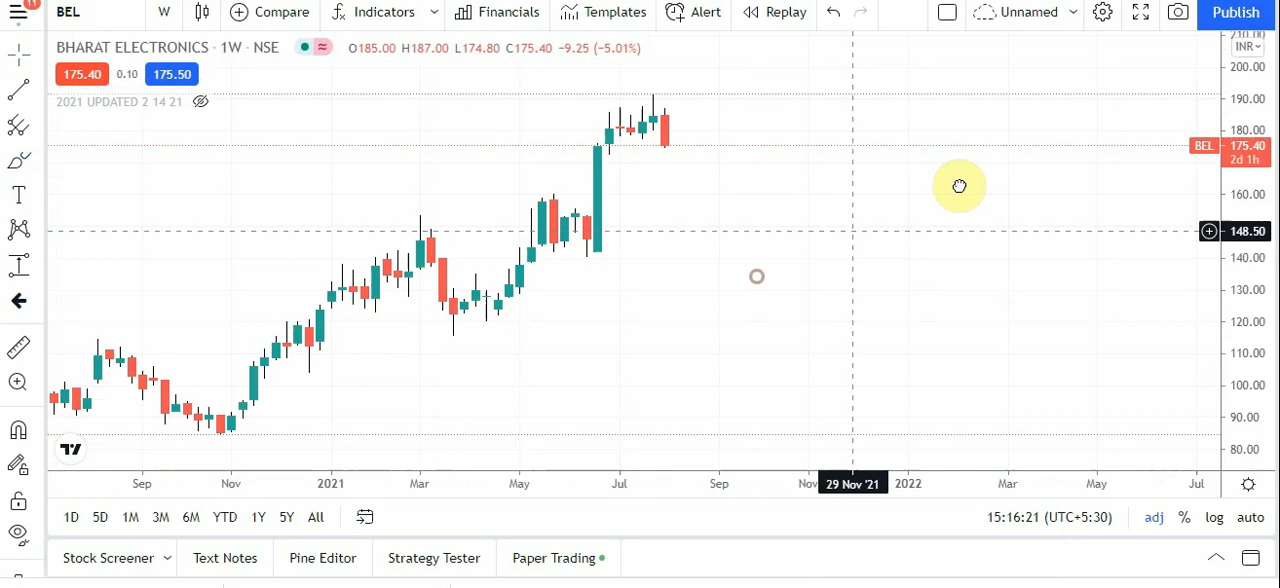 11
BEL W Compare Indicators Financials Templates Alert Replay Unnamed Publish
BHARAT ELECTRONICS · 1W · NSE O185.00 H187.00 L174.80 C175.40 −9.25 (−5.01%)
175.40 0.10 175.50
2021 UPDATED 2 14 21
210.00
INR
200.00
190.00
180.00
BEL 175.40
2d 1h
160.00
148.50
140.00
130.00
120.00
110.00
100.00
90.00
80.00
Sep Nov 2021 Mar May Jul Sep Nov 29 Nov '21 2022 Mar May Jul
1D 5D 1M 3M 6M YTD 1Y 5Y All 15:16:21 (UTC+5:30) adj % log auto
Stock Screener Text Notes Pine Editor Strategy Tester Paper Trading